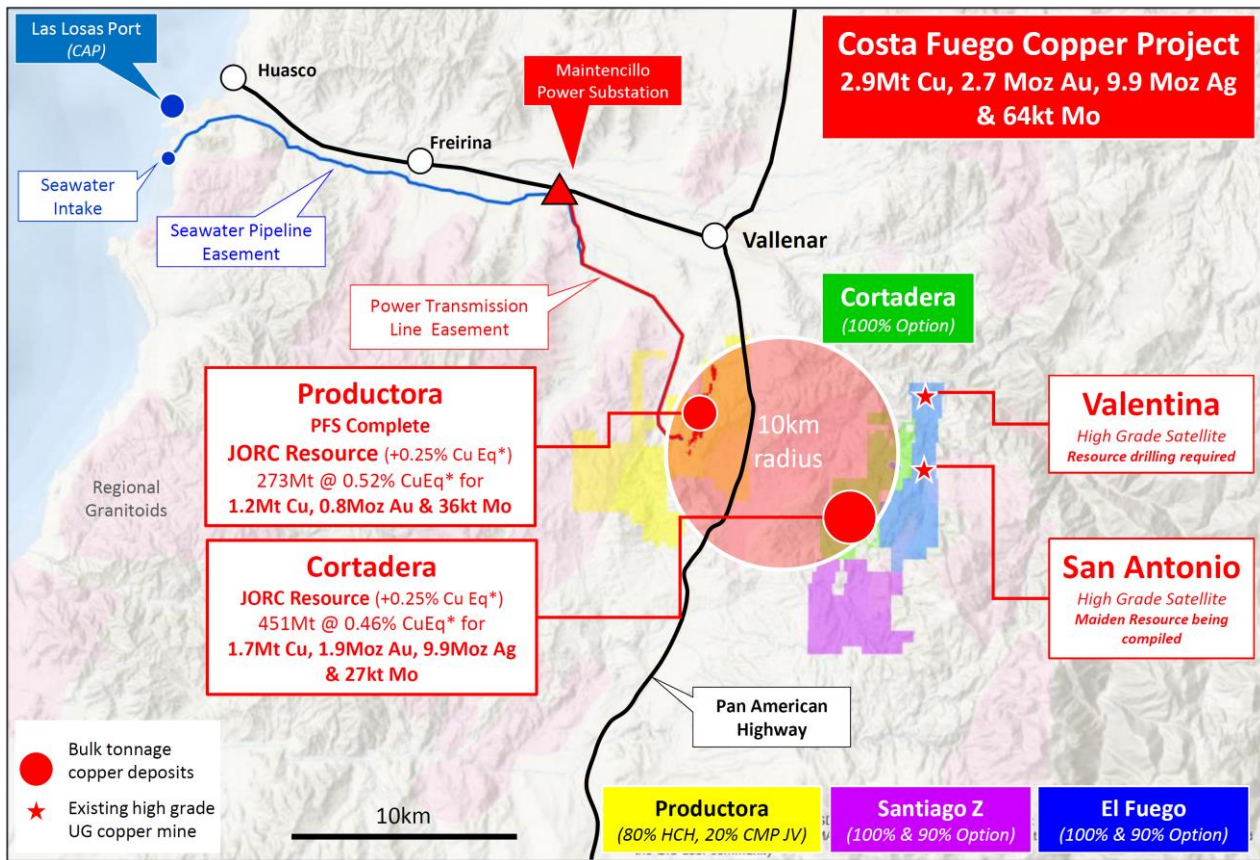 Las Losas Port
(CAP)
Huasco
Maintencillo
Power Substation
Costa Fuego Copper Project
2.9Mt Cu, 2.7 Moz Au, 9.9 Moz Ag
& 64kt Mo
Freirina
Seawater
Intake
Seawater Pipeline
Easement
Vallenar
Power Transmission
Line Easement
Cortadera
(100% Option)
Productora
PFS Complete
JORC Resource (+0.25% Cu Eq*)
273Mt @ 0.52% CuEq* for
1.2Mt Cu, 0.8Moz Au & 36kt Mo
10km
radius
Valentina
High Grade Satellite
Resource drilling required
Regional
Granitoids
Cortadera
JORC Resource (+0.25% Cu Eq*)
451Mt @ 0.46% CuEq* for
1.7Mt Cu, 1.9Moz Au, 9.9Moz Ag
& 27kt Mo
San Antonio
High Grade Satellite
Maiden Resource being
compiled
Pan American
Highway
Bulk tonnage
copper deposits
Existing high grade
UG copper mine
10km
Productora
(80% HCH, 20% CMP JV)
Santiago Z
(100% & 90% Option)
El Fuego
(100% & 90% Option)